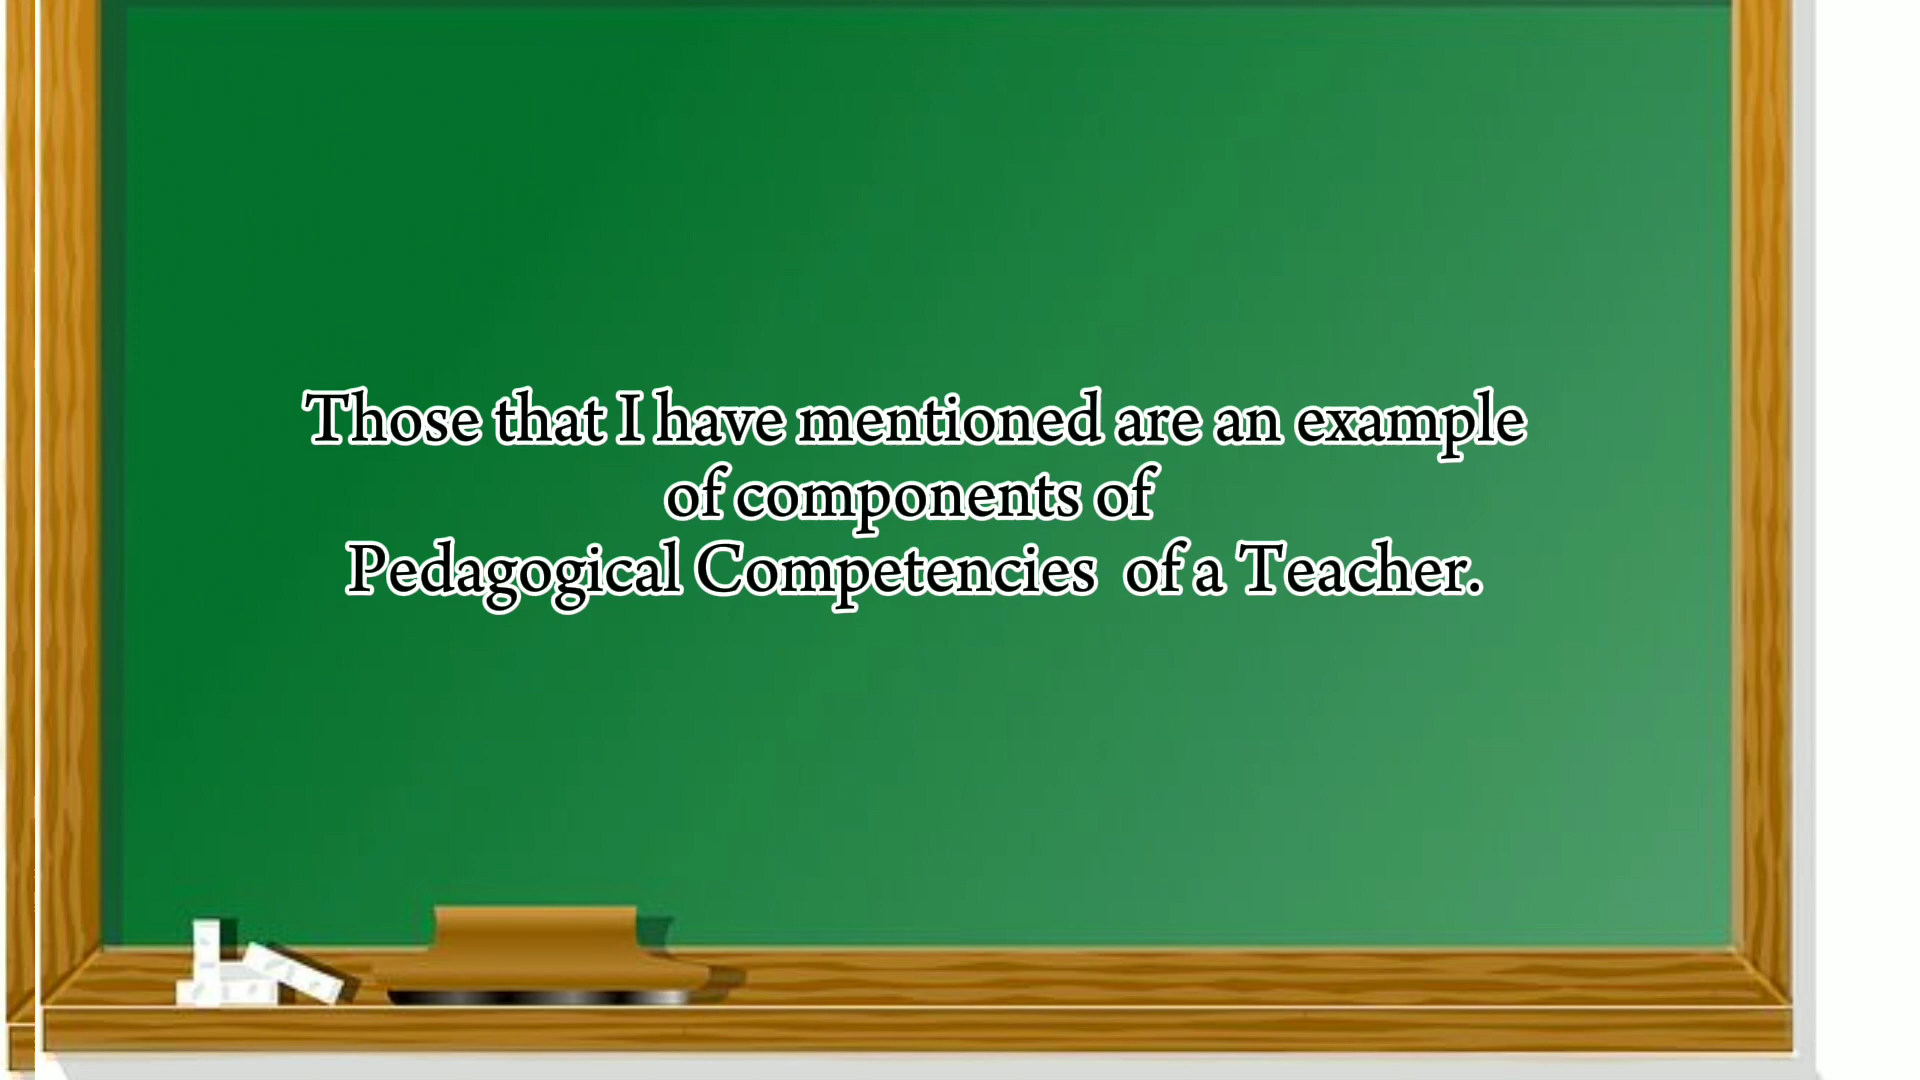 Those that I have mentioned are an example
of components of
Pedagogical Competencies of a Teacher.